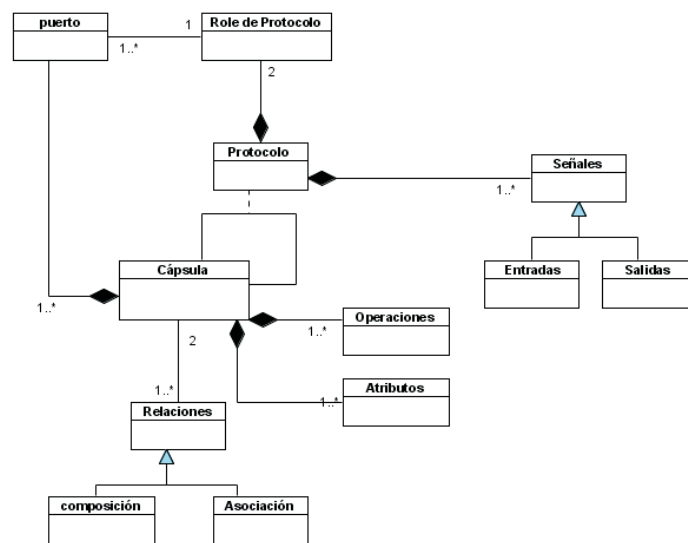 puerto
1
Role de Protocolo
1..*
2
Protocolo
Señales
1..*
Cápsula
Entradas
Salidas
1..*
Operaciones
1..*
2
Atributos
1..*
1..*
Relaciones
composición
Asociación